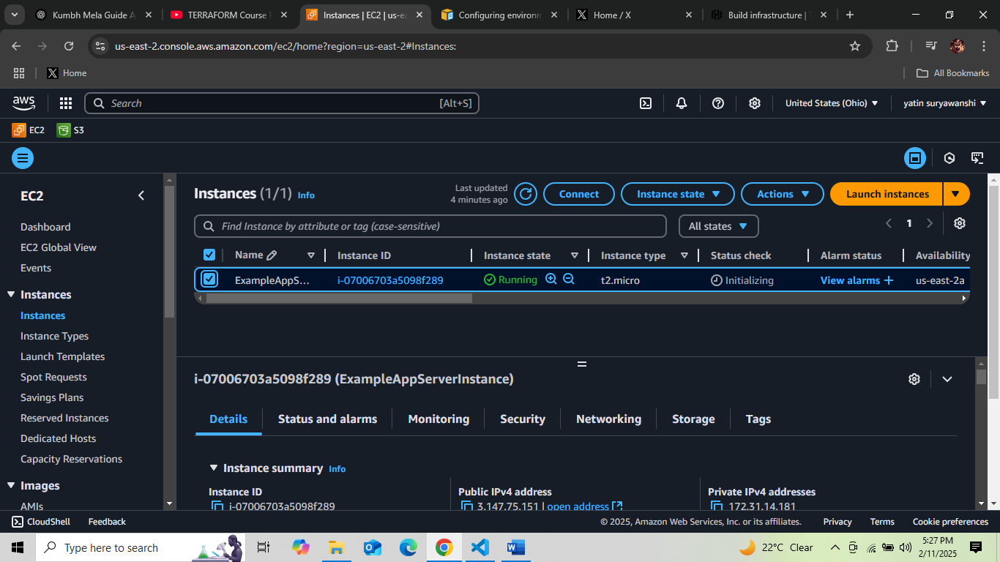 Kumbh Mela Guide A
TERRAFORM Course
Instances | EC2 | us-e
Configuring environm
Home / X
Build infrastructure |
us-east-2.console.aws.amazon.com/ec2/home?region=us-east-2#Instances:
Home
All Bookmarks
aws
Search
[Alt+S]
United States (Ohio)
yatin suryawanshi
EC2
S3
EC2
Dashboard
EC2 Global View
Events
Instances
Instances
Instance Types
Launch Templates
Spot Requests
Savings Plans
Reserved Instances
Dedicated Hosts
Capacity Reservations
Images
AMIs
Instances (1/1) Info
Last updated
4 minutes ago
Connect
Instance state
Actions
Launch instances
Find Instance by attribute or tag (case-sensitive)
All states
1
Name
Instance ID
Instance state
Instance type
Status check
Alarm status
Availability
ExampleAppS...
i-07006703a5098f289
Running
t2.micro
Initializing
View alarms +
us-east-2a
i-07006703a5098f289 (ExampleAppServerInstance)
Details
Status and alarms
Monitoring
Security
Networking
Storage
Tags
Instance summary Info
Instance ID
i-07006703a5098f289
Public IPv4 address
3.147.75.151 | open address
Private IPv4 addresses
172.31.14.181
CloudShell
Feedback
© 2025, Amazon Web Services, Inc. or its affiliates.
Privacy
Terms
Cookie preferences
Type here to search
22°C Clear
5:27 PM
2/11/2025